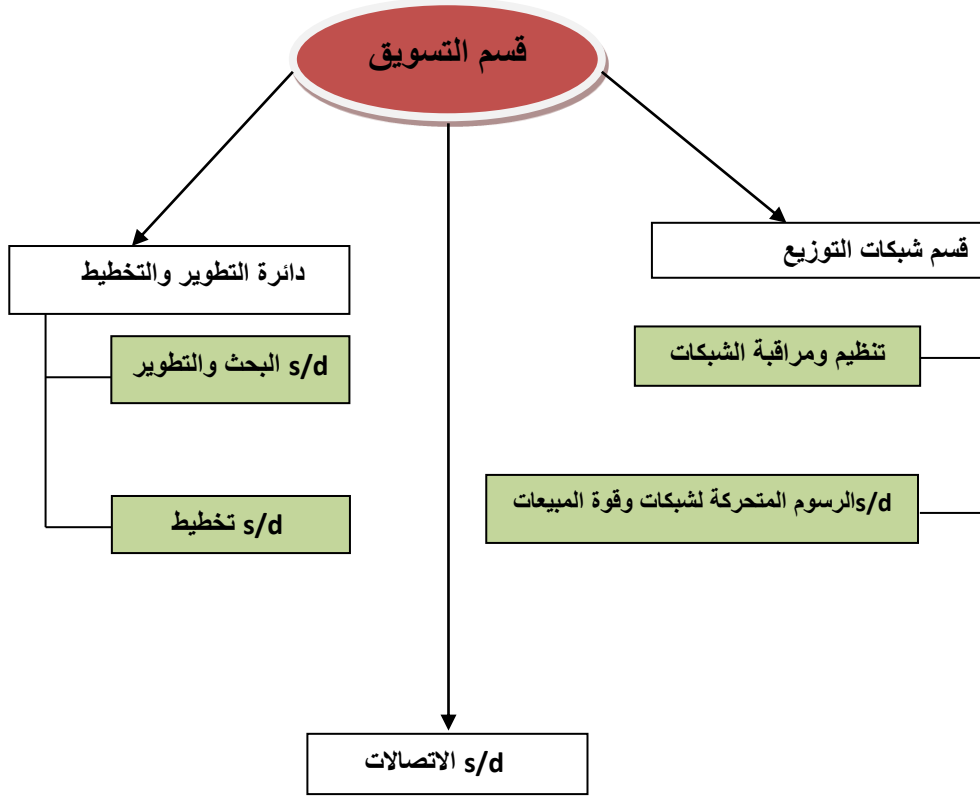 قسم التسويق
قسم شبكات التوزيع
دائرة التطوير والتخطيط
تنظيم ومراقبة الشبكات
s/d البحث والتطوير
s/dالرسوم المتحركة لشبكات وقوة المبيعات
s/d تخطيط
s/d الاتصالات